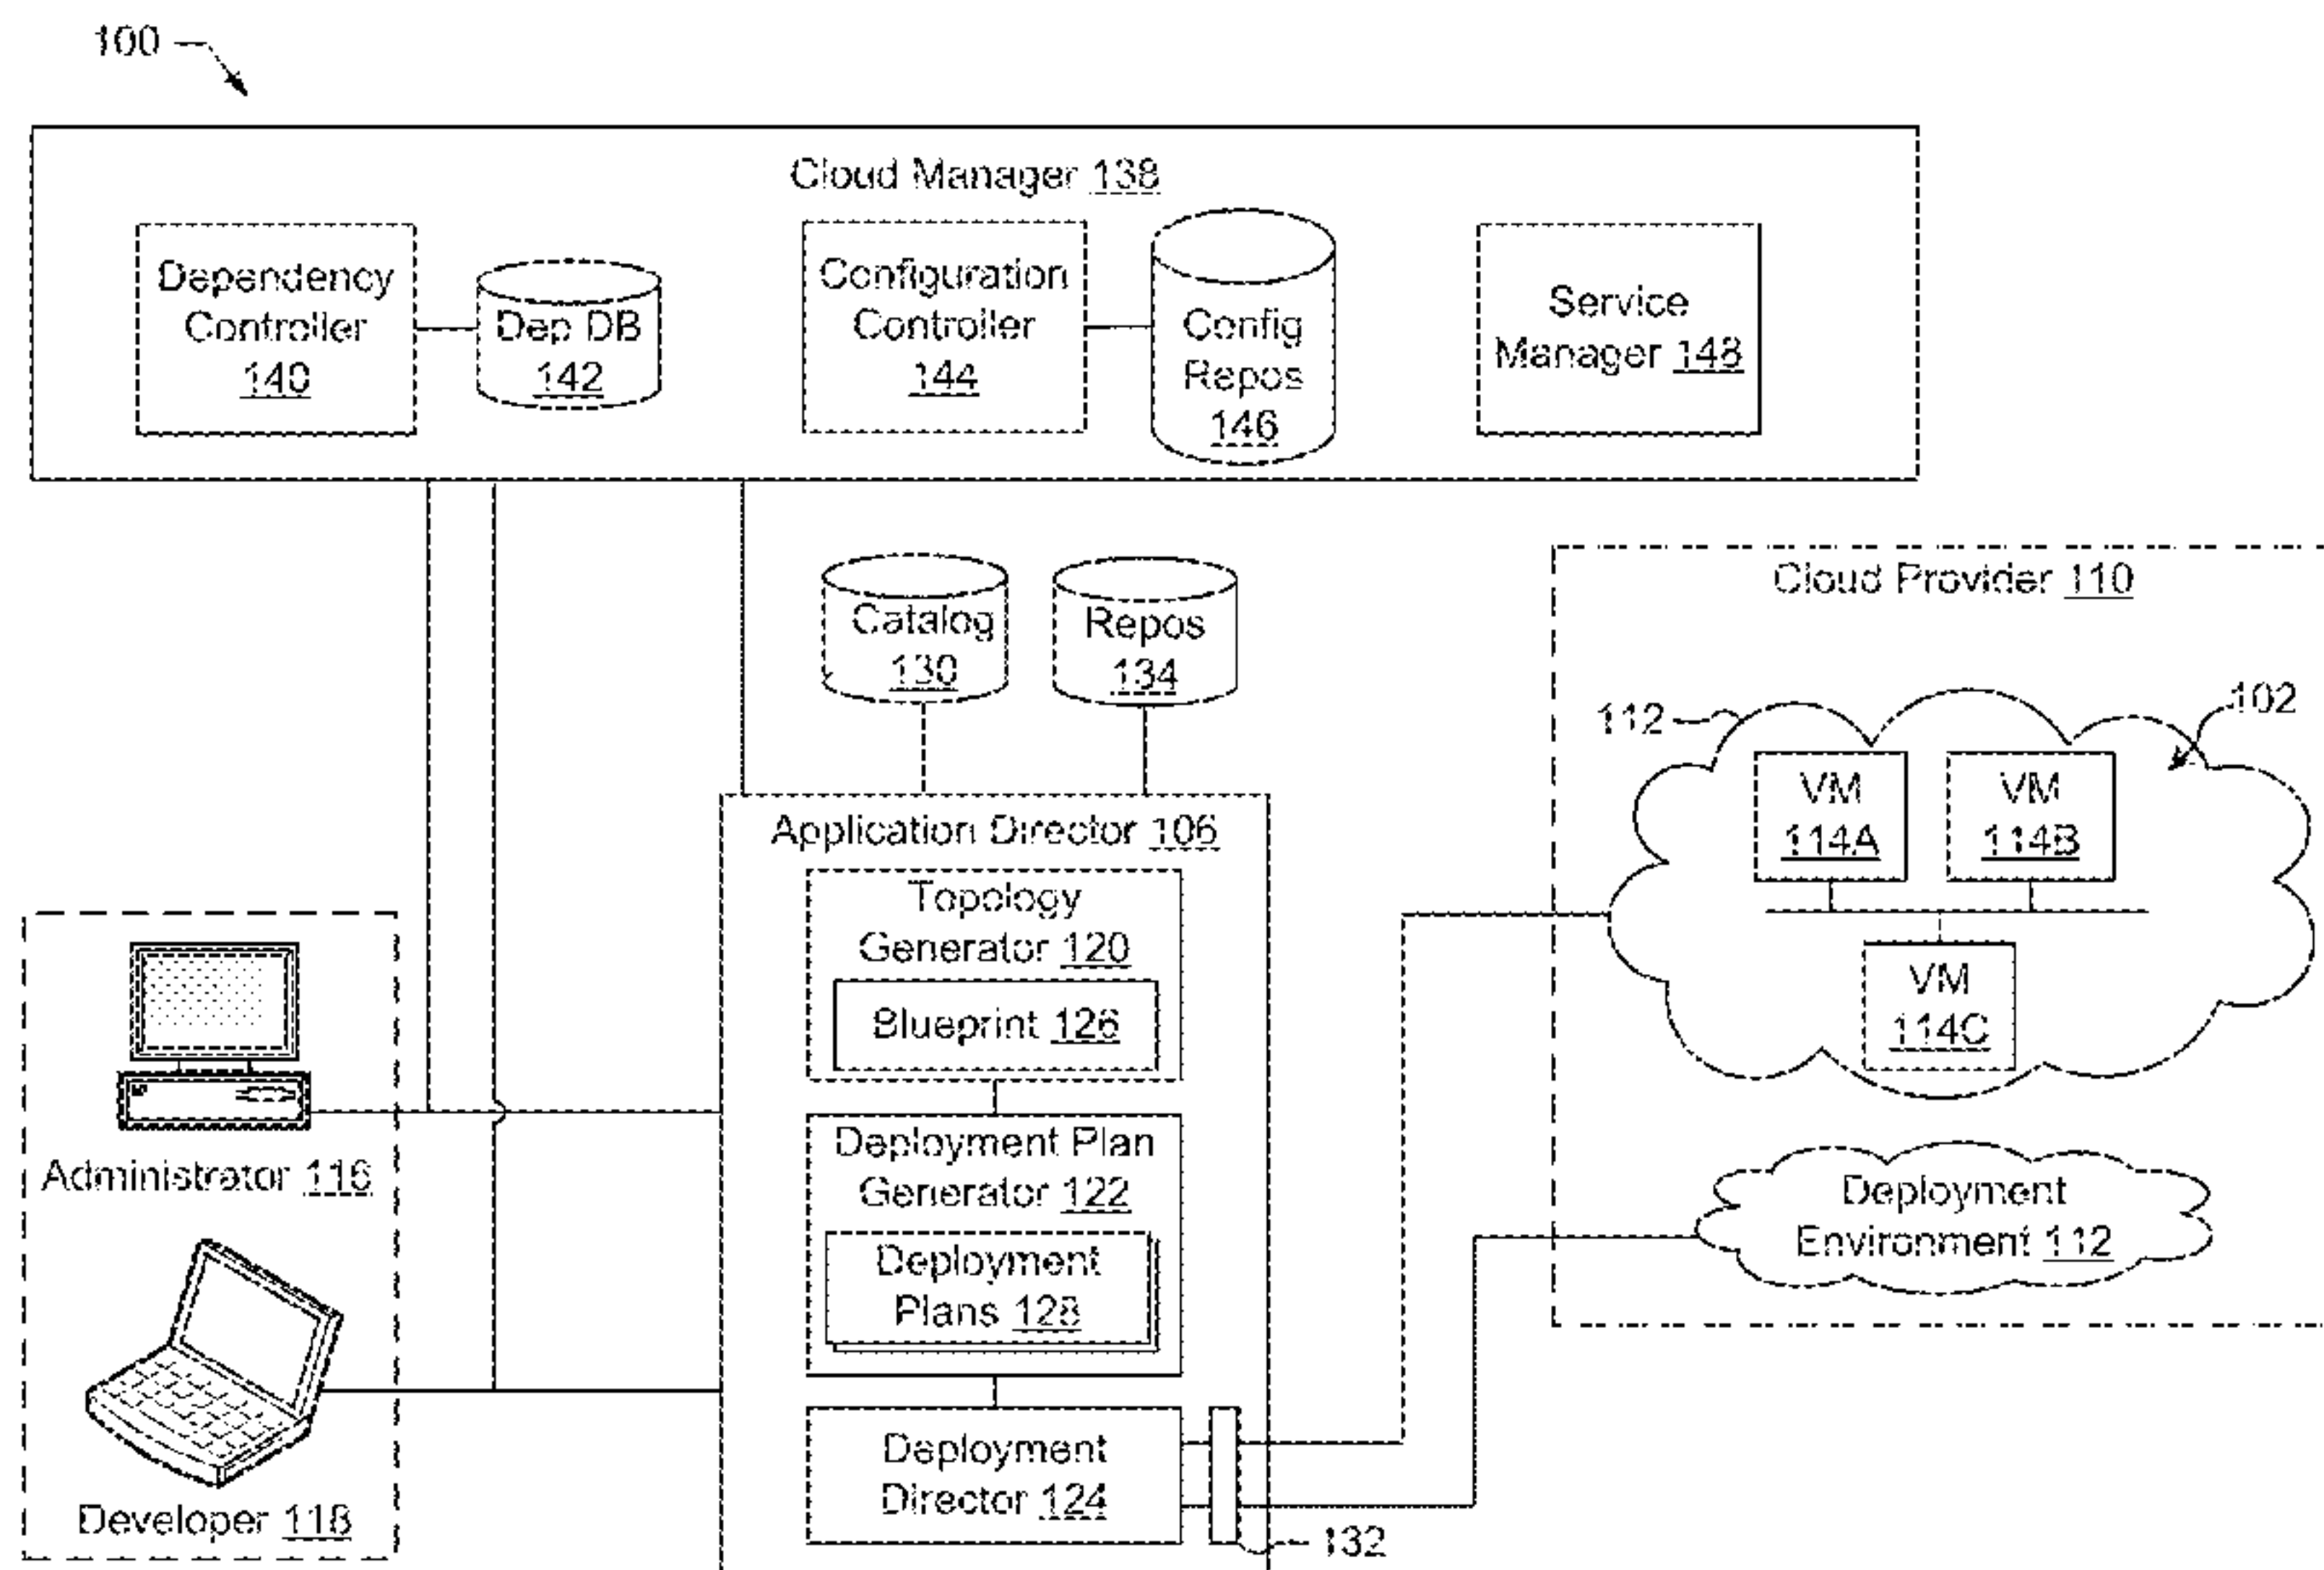 100
Cloud Manager 138
Dependency
Controller
140
Dep DB
142
Configuration
Controller
144
Config
Repos
146
Service
Manager 148
Catalog
130
Repos
134
Cloud Provider 110
112
102
VM
114A
VM
114B
VM
114C
Deployment
Environment 112
Application Director 106
Topology
Generator 120
Blueprint 126
Deployment Plan
Generator 122
Deployment
Plans 128
Deployment
Director 124
132
Administrator 116
Developer 118